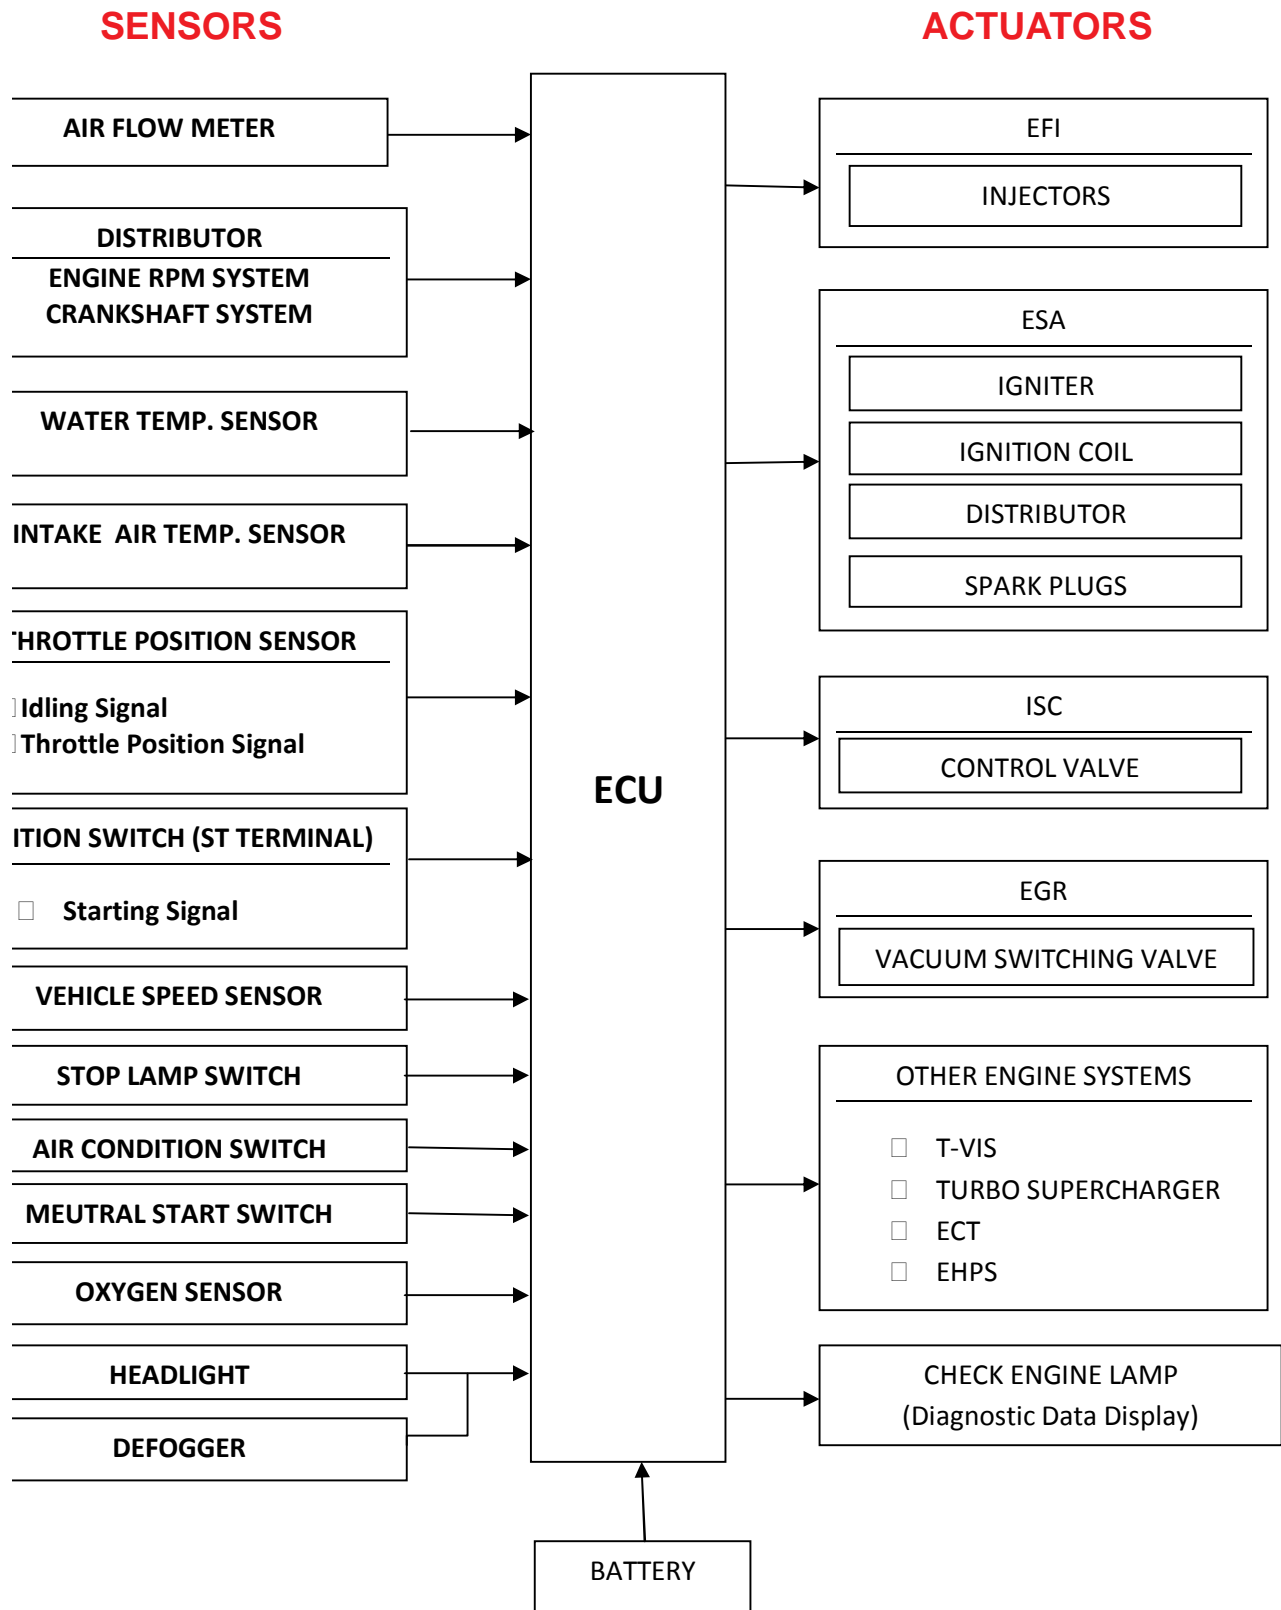 SENSORS
ACTUATORS
AIR FLOW METER
DISTRIBUTOR
ENGINE RPM SYSTEM
CRANKSHAFT SYSTEM
WATER TEMP. SENSOR
INTAKE AIR TEMP. SENSOR
THROTTLE POSITION SENSOR
Idling Signal
Throttle Position Signal
ITION SWITCH (ST TERMINAL)
Starting Signal
VEHICLE SPEED SENSOR
STOP LAMP SWITCH
AIR CONDITION SWITCH
MEUTRAL START SWITCH
OXYGEN SENSOR
HEADLIGHT
DEFOGGER
ECU
BATTERY
EFI
INJECTORS
ESA
IGNITER
IGNITION COIL
DISTRIBUTOR
SPARK PLUGS
ISC
CONTROL VALVE
EGR
VACUUM SWITCHING VALVE
OTHER ENGINE SYSTEMS
T-VIS
TURBO SUPERCHARGER
ECT
EHPS
CHECK ENGINE LAMP
(Diagnostic Data Display)